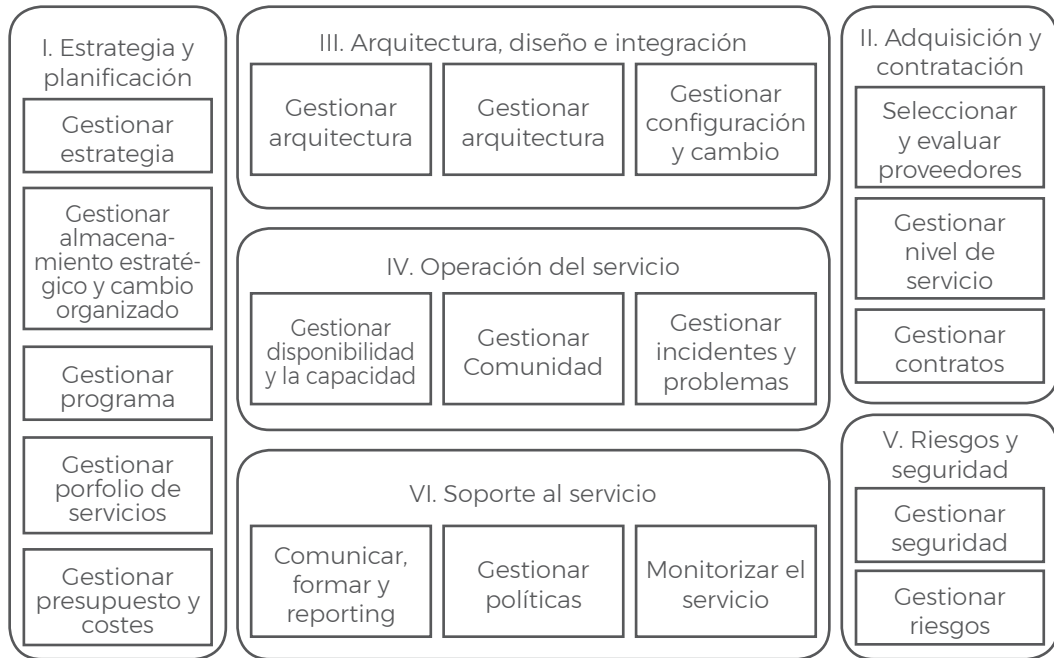 I. Estrategia y
planificación
Gestionar
estrategia
Gestionar
almacena-
miento estraté-
gico y cambio
organizado
Gestionar
programa
Gestionar
porfolio de
servicios
Gestionar
presupuesto y
costes
III. Arquitectura, diseño e integración
Gestionar
arquitectura
Gestionar
arquitectura
Gestionar
configuración
y cambio
IV. Operación del servicio
Gestionar
disponibilidad
y la capacidad
Gestionar
Comunidad
Gestionar
incidentes y
problemas
VI. Soporte al servicio
Comunicar,
formar y
reporting
Gestionar
políticas
Monitorizar el
servicio
II. Adquisición y
contratación
Seleccionar
y evaluar
proveedores
Gestionar
nivel de
servicio
Gestionar
contratos
V. Riesgos y
seguridad
Gestionar
seguridad
Gestionar
riesgos